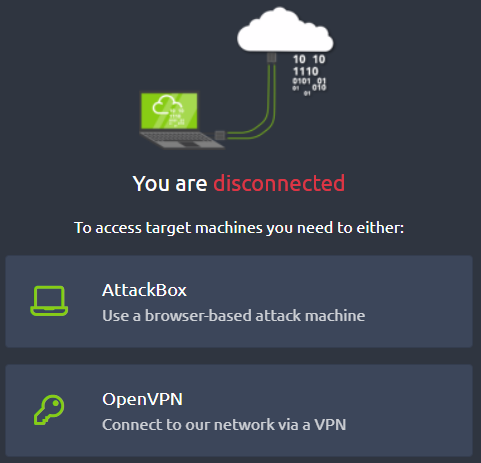 10 10
1110
0101 01
01 010
01
You are disconnected
To access target machines you need to either:
AttackBox
Use a browser-based attack machine
OpenVPN
Connect to our network via a VPN